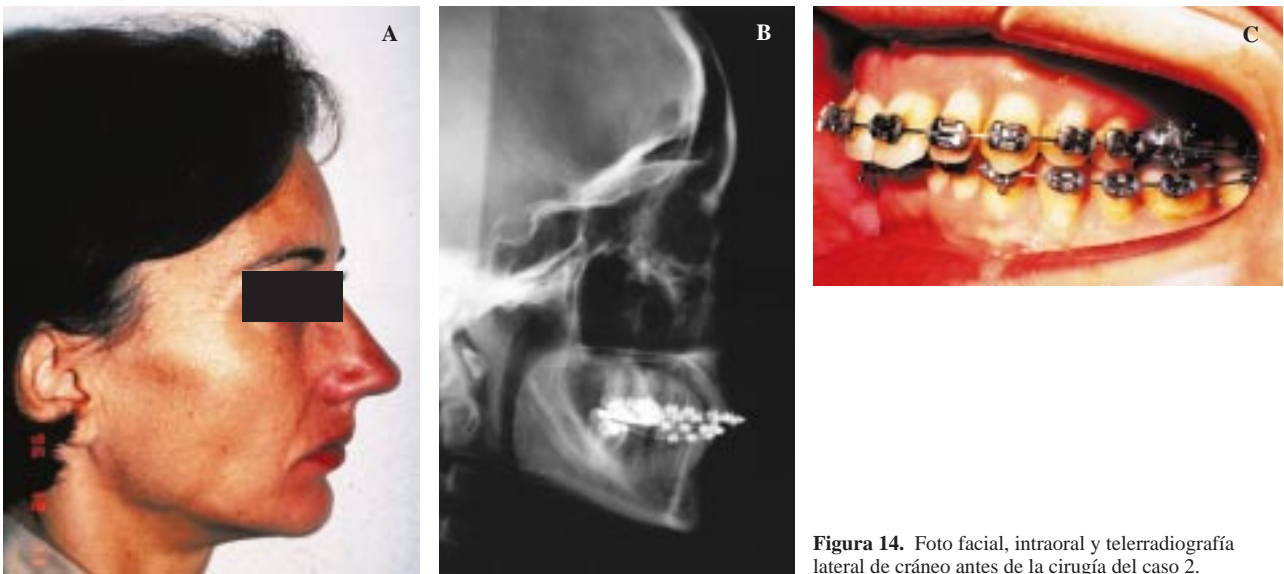 A
B
C
Figura 14. Foto facial, intraoral y telerradiografía
lateral de cráneo antes de la cirugía del caso 2.